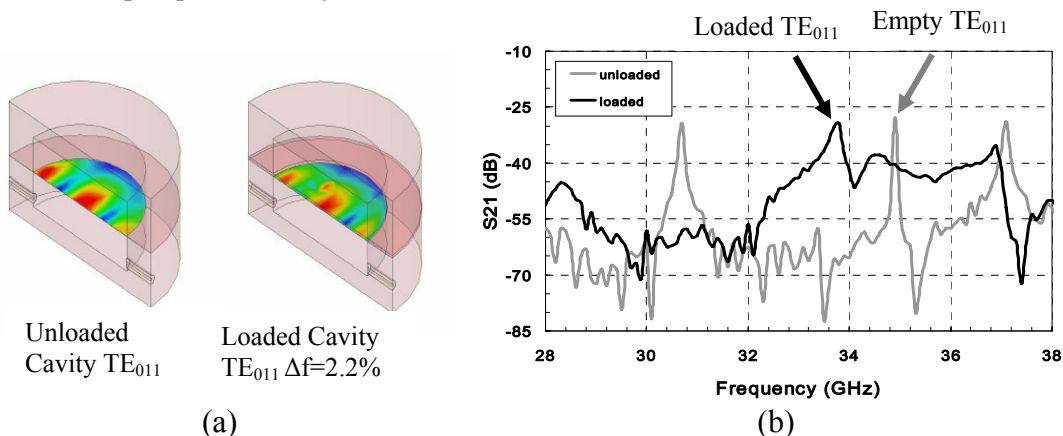 Unloaded
Cavity TE011
Loaded Cavity
TE011 Δf=2.2%
(a)
Loaded TE011
Empty TE011
unloaded
loaded
S21 (dB)
-10
-25
-40
-55
-70
-85
28
30
32
34
36
38
Frequency (GHz)
(b)